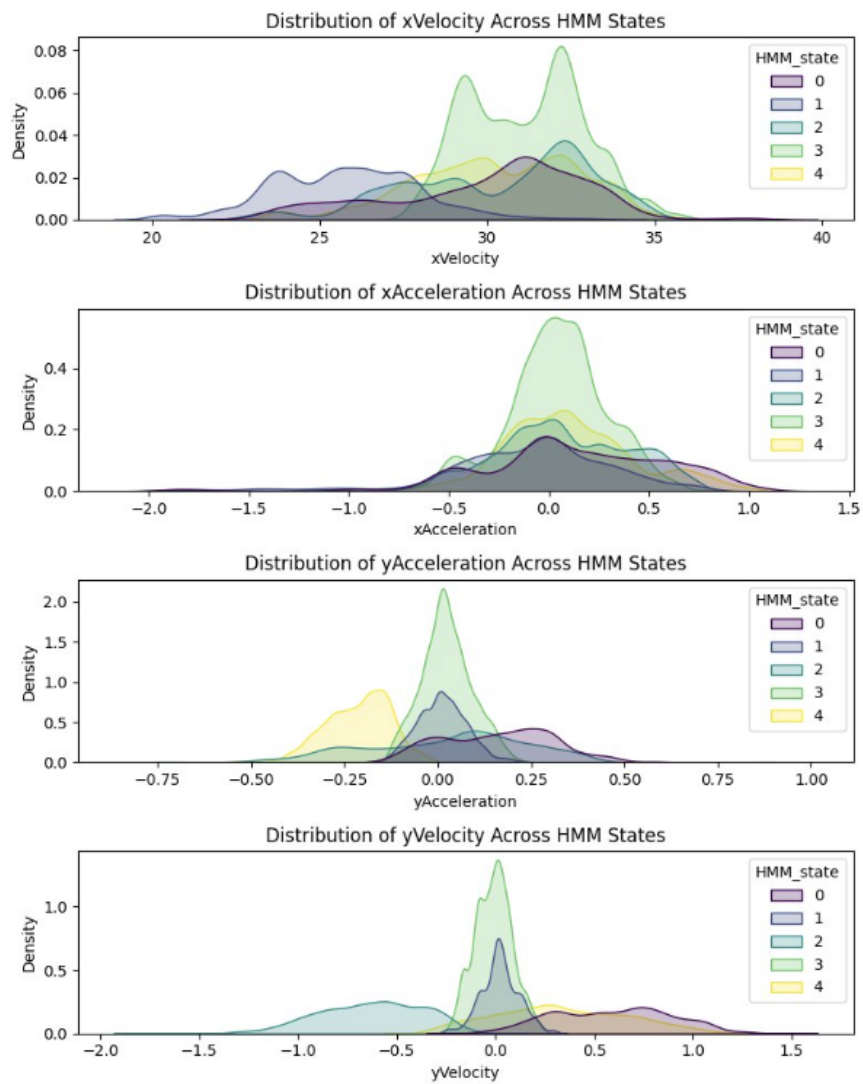 Distribution of xVelocity Across HMM States
Density
0.08
0.06
0.04
0.02
0.00
20 25 30 35 40
xVelocity
HMM_state
0
1
2
3
4
Distribution of xAcceleration Across HMM States
Density
0.4
0.2
0.0
−2.0 −1.5 −1.0 −0.5 0.0 0.5 1.0 1.5
xAcceleration
HMM_state
0
1
2
3
4
Distribution of yAcceleration Across HMM States
Density
2.0
1.5
1.0
0.5
0.0
−0.75 −0.50 −0.25 0.00 0.25 0.50 0.75 1.00
yAcceleration
HMM_state
0
1
2
3
4
Distribution of yVelocity Across HMM States
Density
1.0
0.5
0.0
−2.0 −1.5 −1.0 −0.5 0.0 0.5 1.0 1.5
yVelocity
HMM_state
0
1
2
3
4